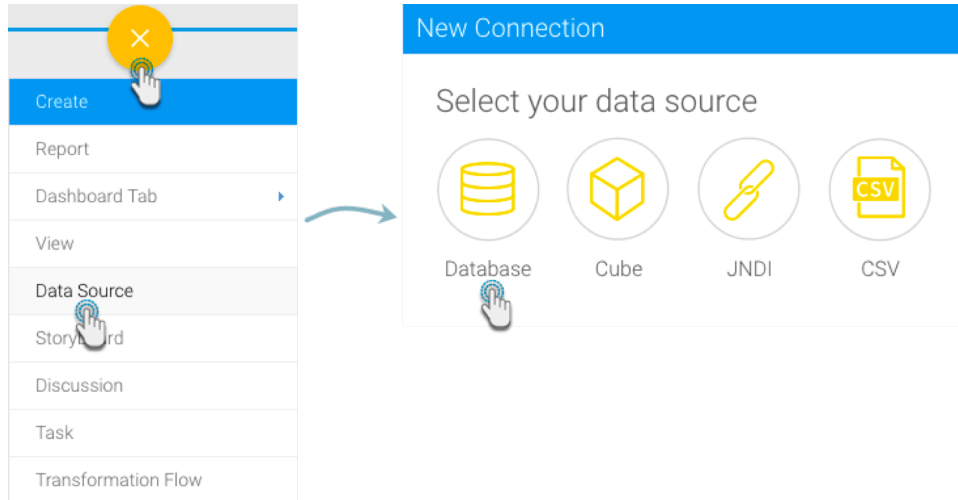 Create
Report
Dashboard Tab
View
Data Source
Storyboard
Discussion
Task
Transformation Flow
New Connection
Select your data source
CSV
Database
Cube
JNDI
CSV